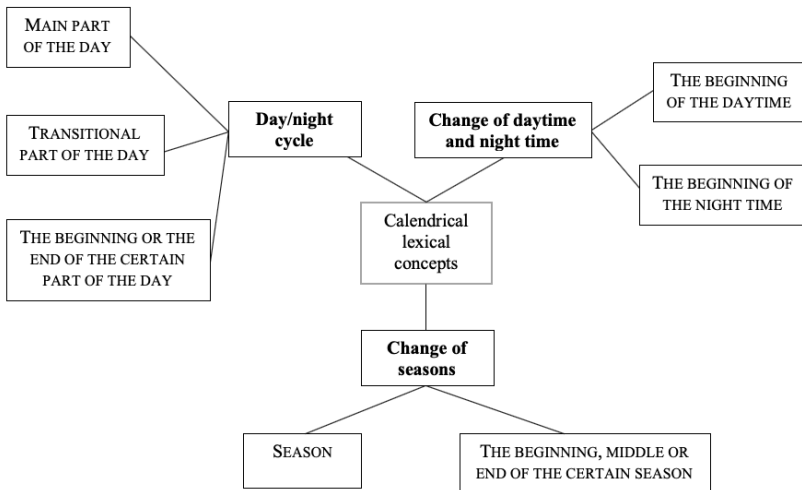 MAIN PART
OF THE DAY
TRANSITIONAL
PART OF THE DAY
THE BEGINNING OR THE
END OF THE CERTAIN
PART OF THE DAY
Day/night
cycle
Change of daytime
and night time
THE BEGINNING
OF THE DAYTIME
THE BEGINNING OF
THE NIGHT TIME
Calendrical
lexical
concepts
Change of
seasons
SEASON
THE BEGINNING, MIDDLE OR
END OF THE CERTAIN SEASON